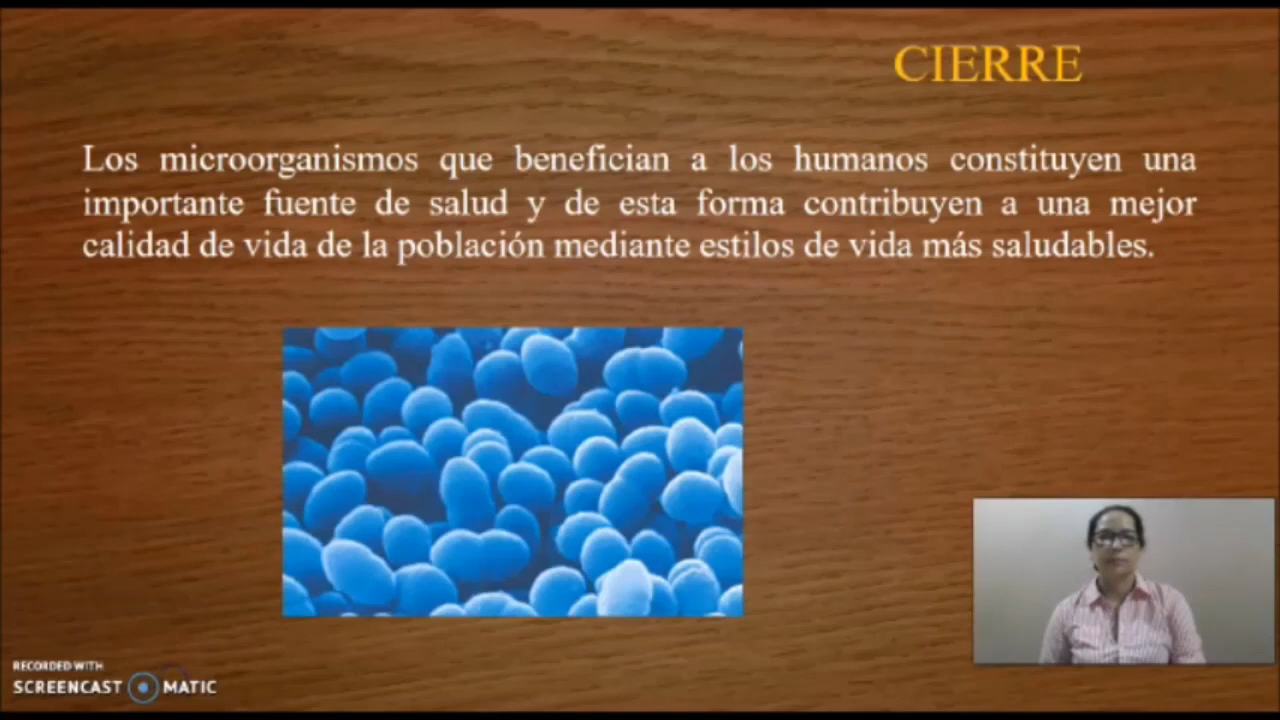 CIERRE
Los microorganismos que benefician a los humanos constituyen una
importante fuente de salud y de esta forma contribuyen a una mejor
calidad de vida de la población mediante estilos de vida más saludables.
RECORDED WITH
SCREENCAST MATIC